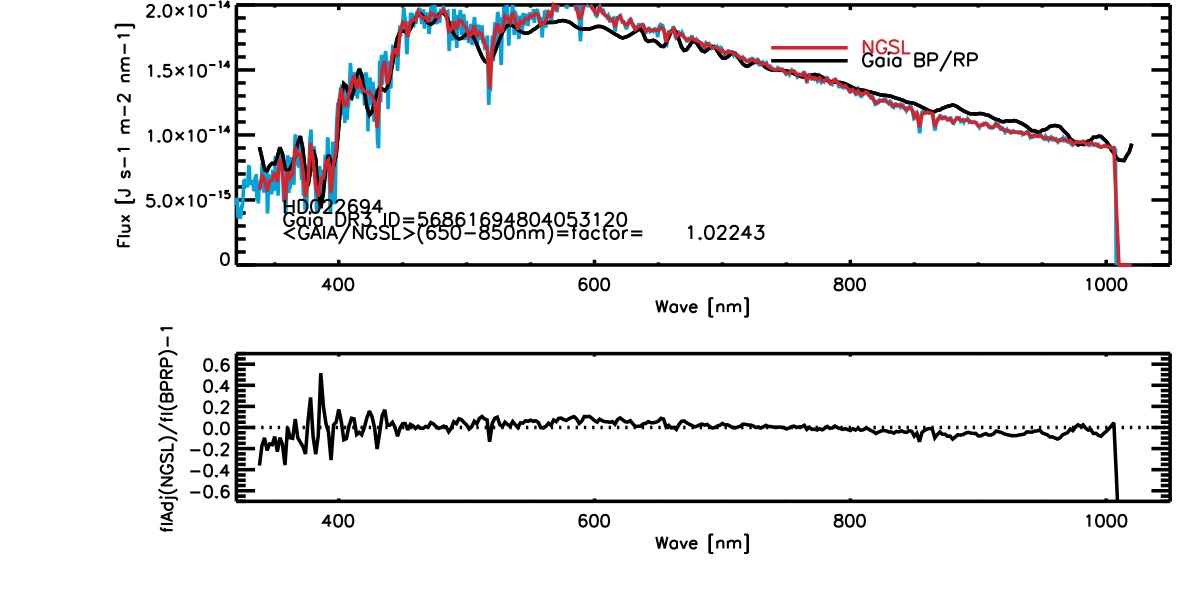 2.0×10−14
1.5×10−14
1.0×10−14
5.0×10−15
0
Flux [J s−1 m−2 nm−1]
NGSL
Gaia BP/RP
HD022694
Gaia DR3 ID=56861694804053120
<GAIA/NGSL>(650−850nm)=factor= 1.02243
400 600 800 1000
Wave [nm]
flAdj(NGSL)/fl(BPRP)−1
0.6
0.4
0.2
0.0
−0.2
−0.4
−0.6
400 600 800 1000
Wave [nm]